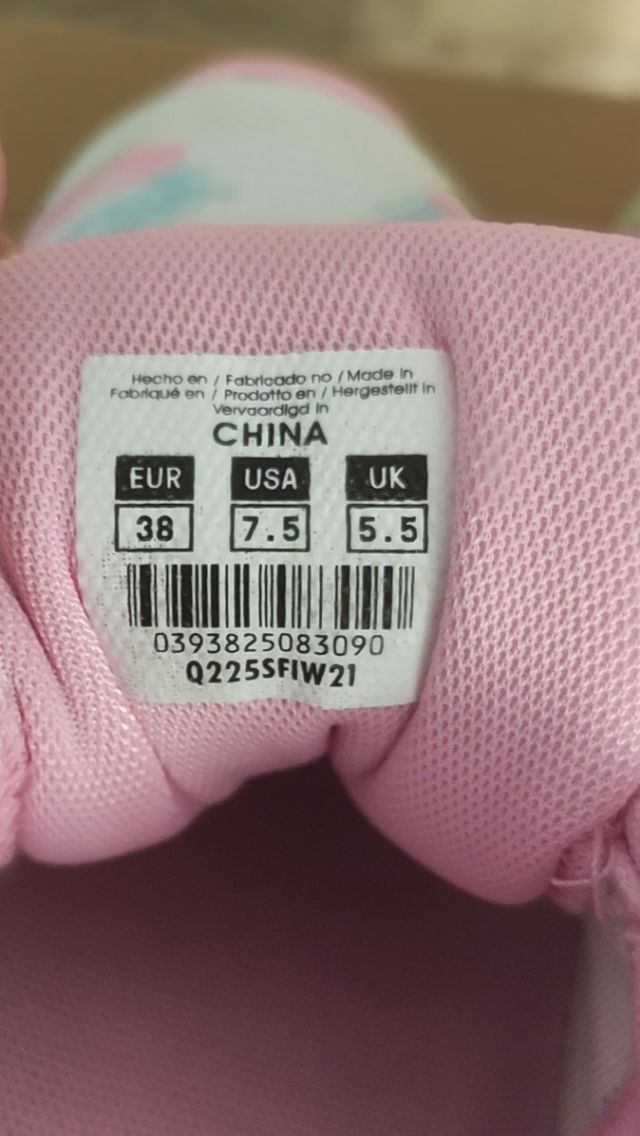 Hecho en / Fabricado no / Made in
Fabriqué en / Prodotto en / Hergestellt in
Vervaardigd in
CHINA
EUR USA UK
38 7.5 5.5
0393825083090
Q225SFIW21